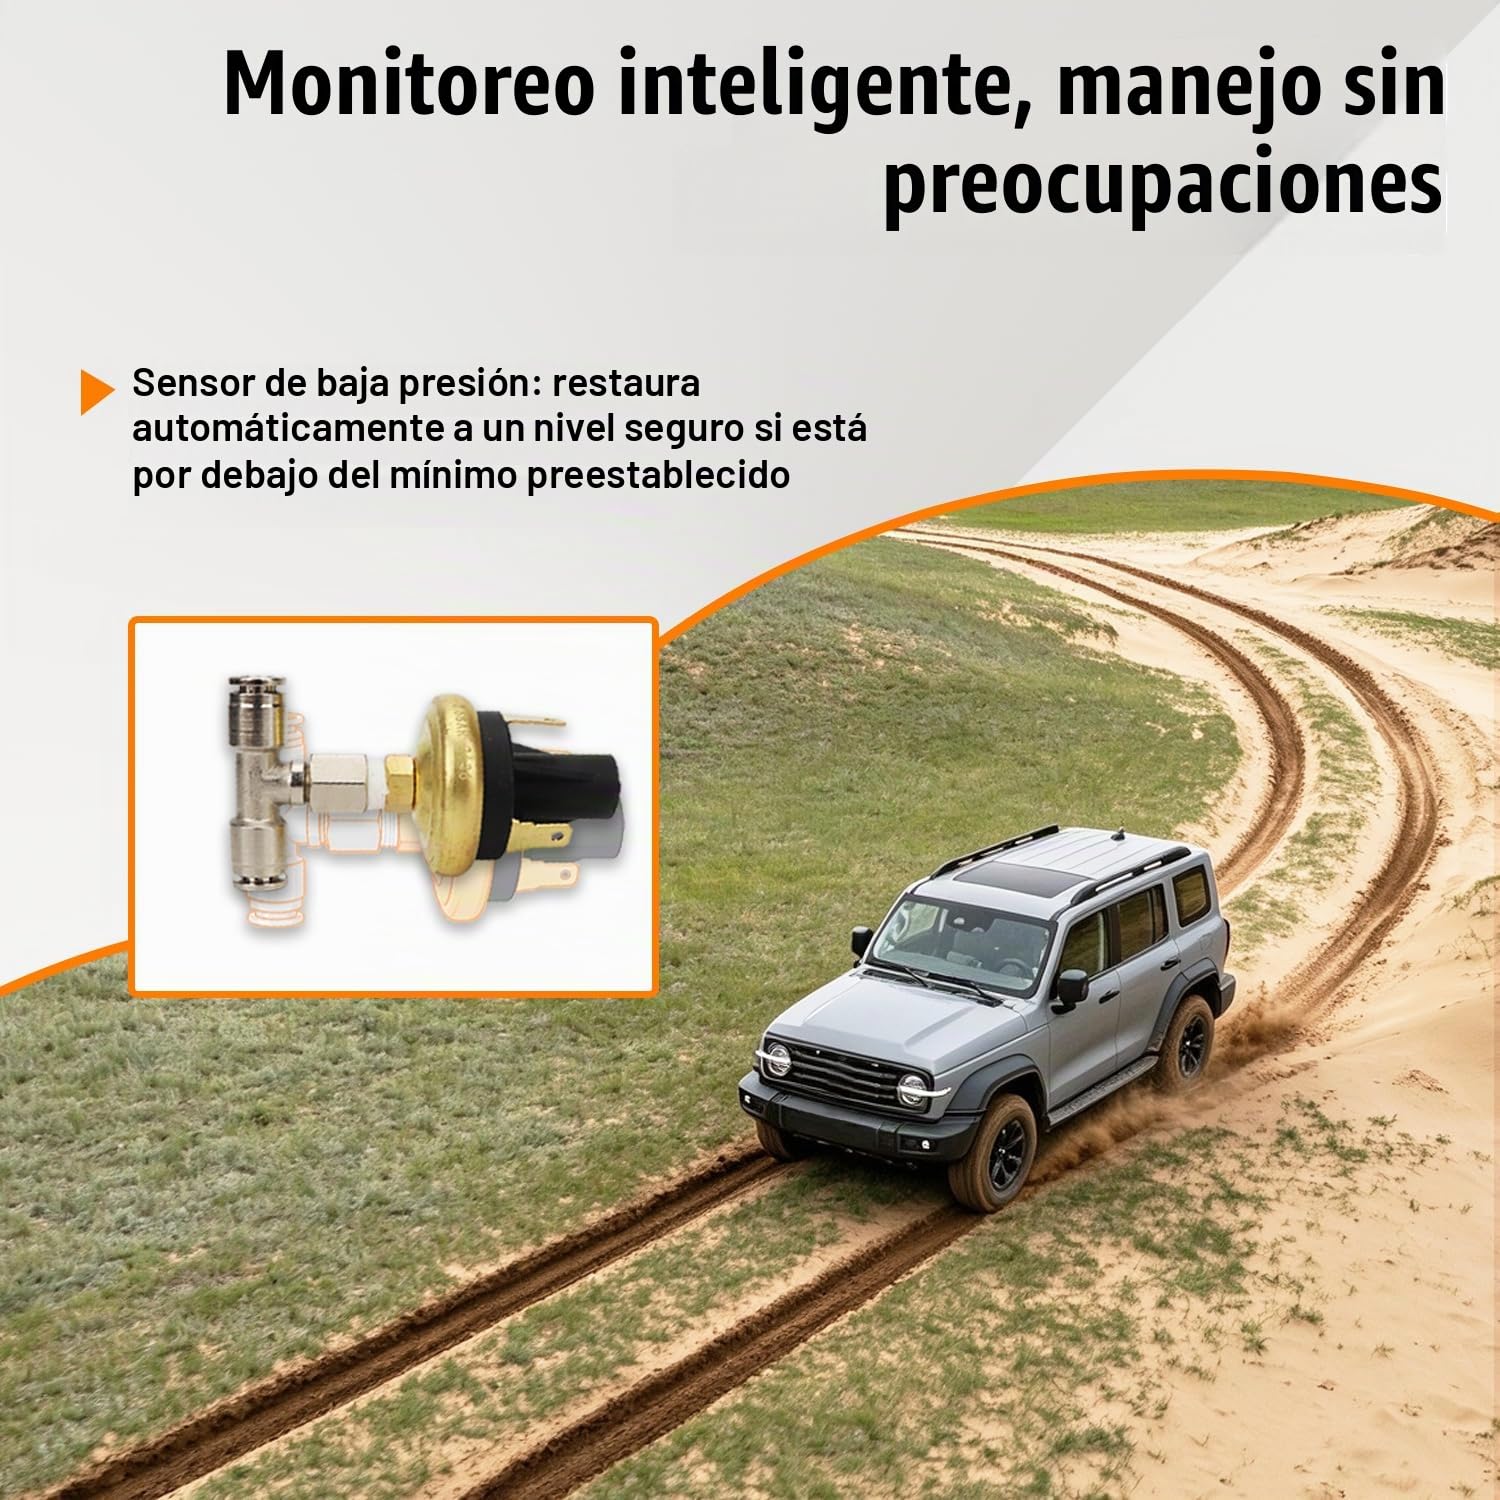 Monitoreo inteligente, manejo sin
preocupaciones
Sensor de baja presión: restaura
automáticamente a un nivel seguro si está
por debajo del mínimo preestablecido